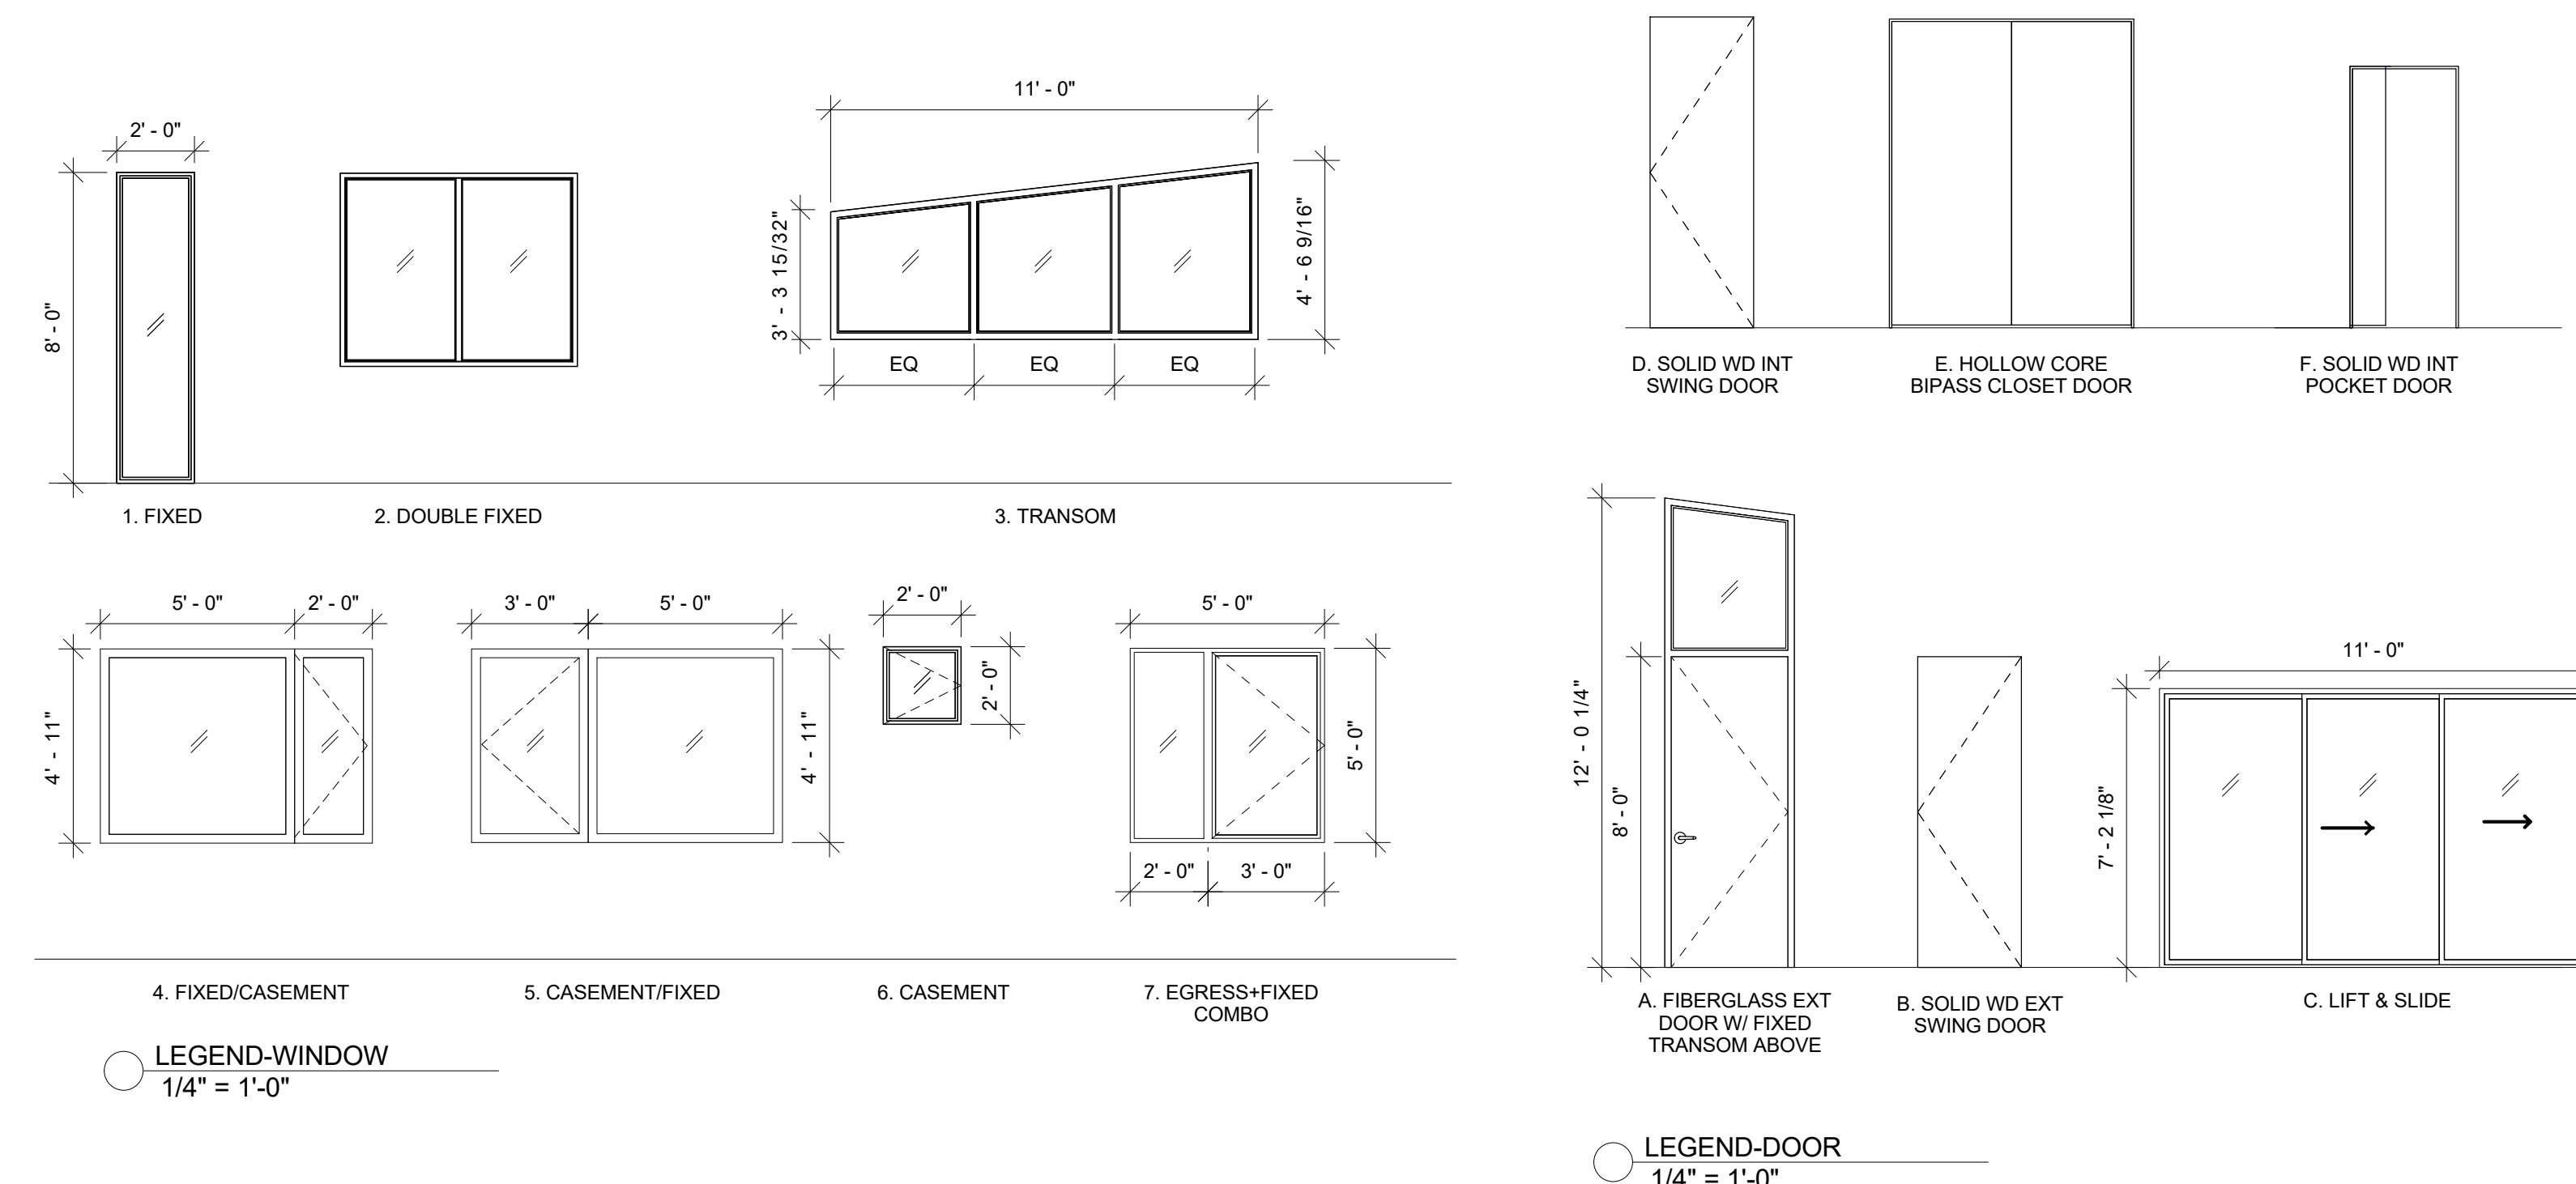 2' - 0"
8' - 0"
1. FIXED
2. DOUBLE FIXED
11' - 0"
3' - 3 15/32"
4' - 6 9/16"
EQ
EQ
EQ
3. TRANSOM
5' - 0"
2' - 0"
4' - 11"
4. FIXED/CASEMENT
3' - 0"
5' - 0"
4' - 11"
5. CASEMENT/FIXED
2' - 0"
2' - 0"
6. CASEMENT
5' - 0"
5' - 0"
2' - 0"
3' - 0"
7. EGRESS+FIXED
COMBO
LEGEND-WINDOW
1/4" = 1'-0"
D. SOLID WD INT
SWING DOOR
E. HOLLOW CORE
BIPASS CLOSET DOOR
F. SOLID WD INT
POCKET DOOR
12' - 0 1/4"
8' - 0"
A. FIBERGLASS EXT
DOOR W/ FIXED
TRANSOM ABOVE
B. SOLID WD EXT
SWING DOOR
11' - 0"
7' - 2 1/8"
C. LIFT & SLIDE
LEGEND-DOOR
1/4" = 1'-0"